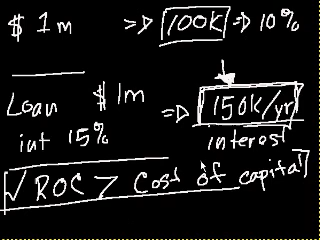 $ 1m => 100K => 10%
Loan $ 1m => 150K/yr
int 15% interest
√ ROC > Cost of capital